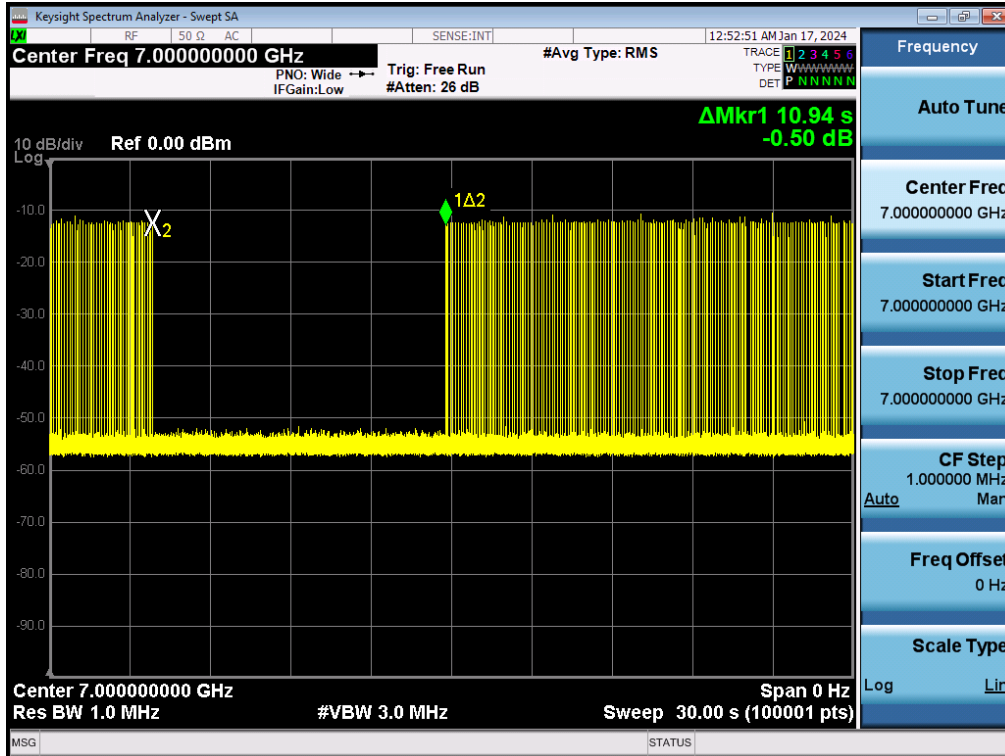 Keysight Spectrum Analyzer - Swept SA
LXI RF 50 Ω AC SENSE:INT 12:52:51 AM Jan 17, 2024
Center Freq 7.000000000 GHz
#Avg Type: RMS
TRACE 1 2 3 4 5 6
TYPE WWWWWW
DET P N N N N N
PNO: Wide
IFGain:Low
Trig: Free Run
#Atten: 26 dB
ΔMkr1 10.94 s
-0.50 dB
10 dB/div Ref 0.00 dBm
Log
1Δ2
2
-10.0
-20.0
-30.0
-40.0
-50.0
-60.0
-70.0
-80.0
-90.0
Center 7.000000000 GHz Span 0 Hz
Res BW 1.0 MHz #VBW 3.0 MHz Sweep 30.00 s (100001 pts)
MSG STATUS
Frequency
Auto Tune
Center Freq
7.000000000 GHz
Start Freq
7.000000000 GHz
Stop Freq
7.000000000 GHz
CF Step
1.000000 MHz
Auto Man
Freq Offset
0 Hz
Scale Type
Log Lin